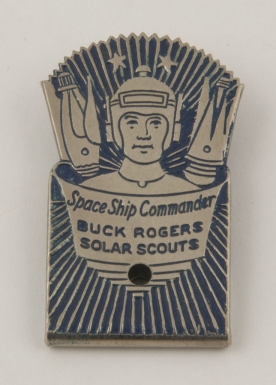 Space Ship Commander
BUCK ROGERS
SOLAR SCOUTS